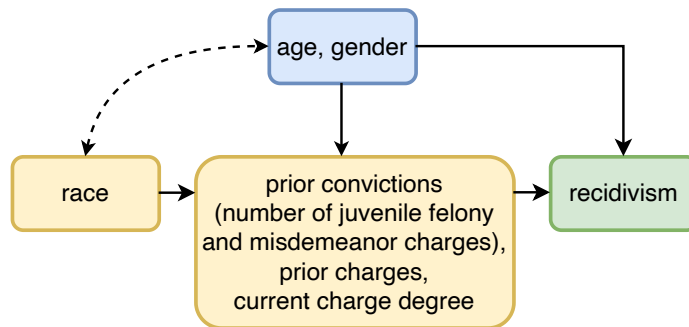 age, gender
race
prior convictions
(number of juvenile felony
and misdemeanor charges),
prior charges,
current charge degree
recidivism